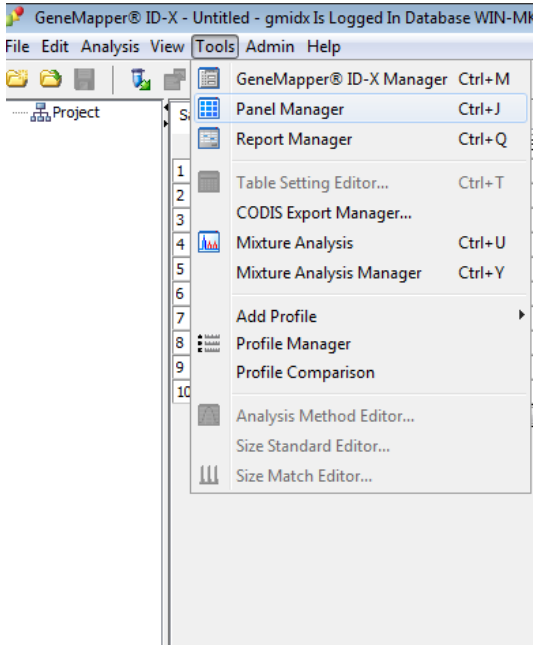 GeneMapper® ID-X - Untitled - gmidx Is Logged In Database WIN-MK
File Edit Analysis View Tools Admin Help
Project
GeneMapper® ID-X Manager Ctrl+M
Panel Manager Ctrl+J
Report Manager Ctrl+Q
Table Setting Editor... Ctrl+T
CODIS Export Manager...
Mixture Analysis Ctrl+U
Mixture Analysis Manager Ctrl+Y
Add Profile
Profile Manager
Profile Comparison
Analysis Method Editor...
Size Standard Editor...
Size Match Editor...
1
2
3
4
5
6
7
8
9
10